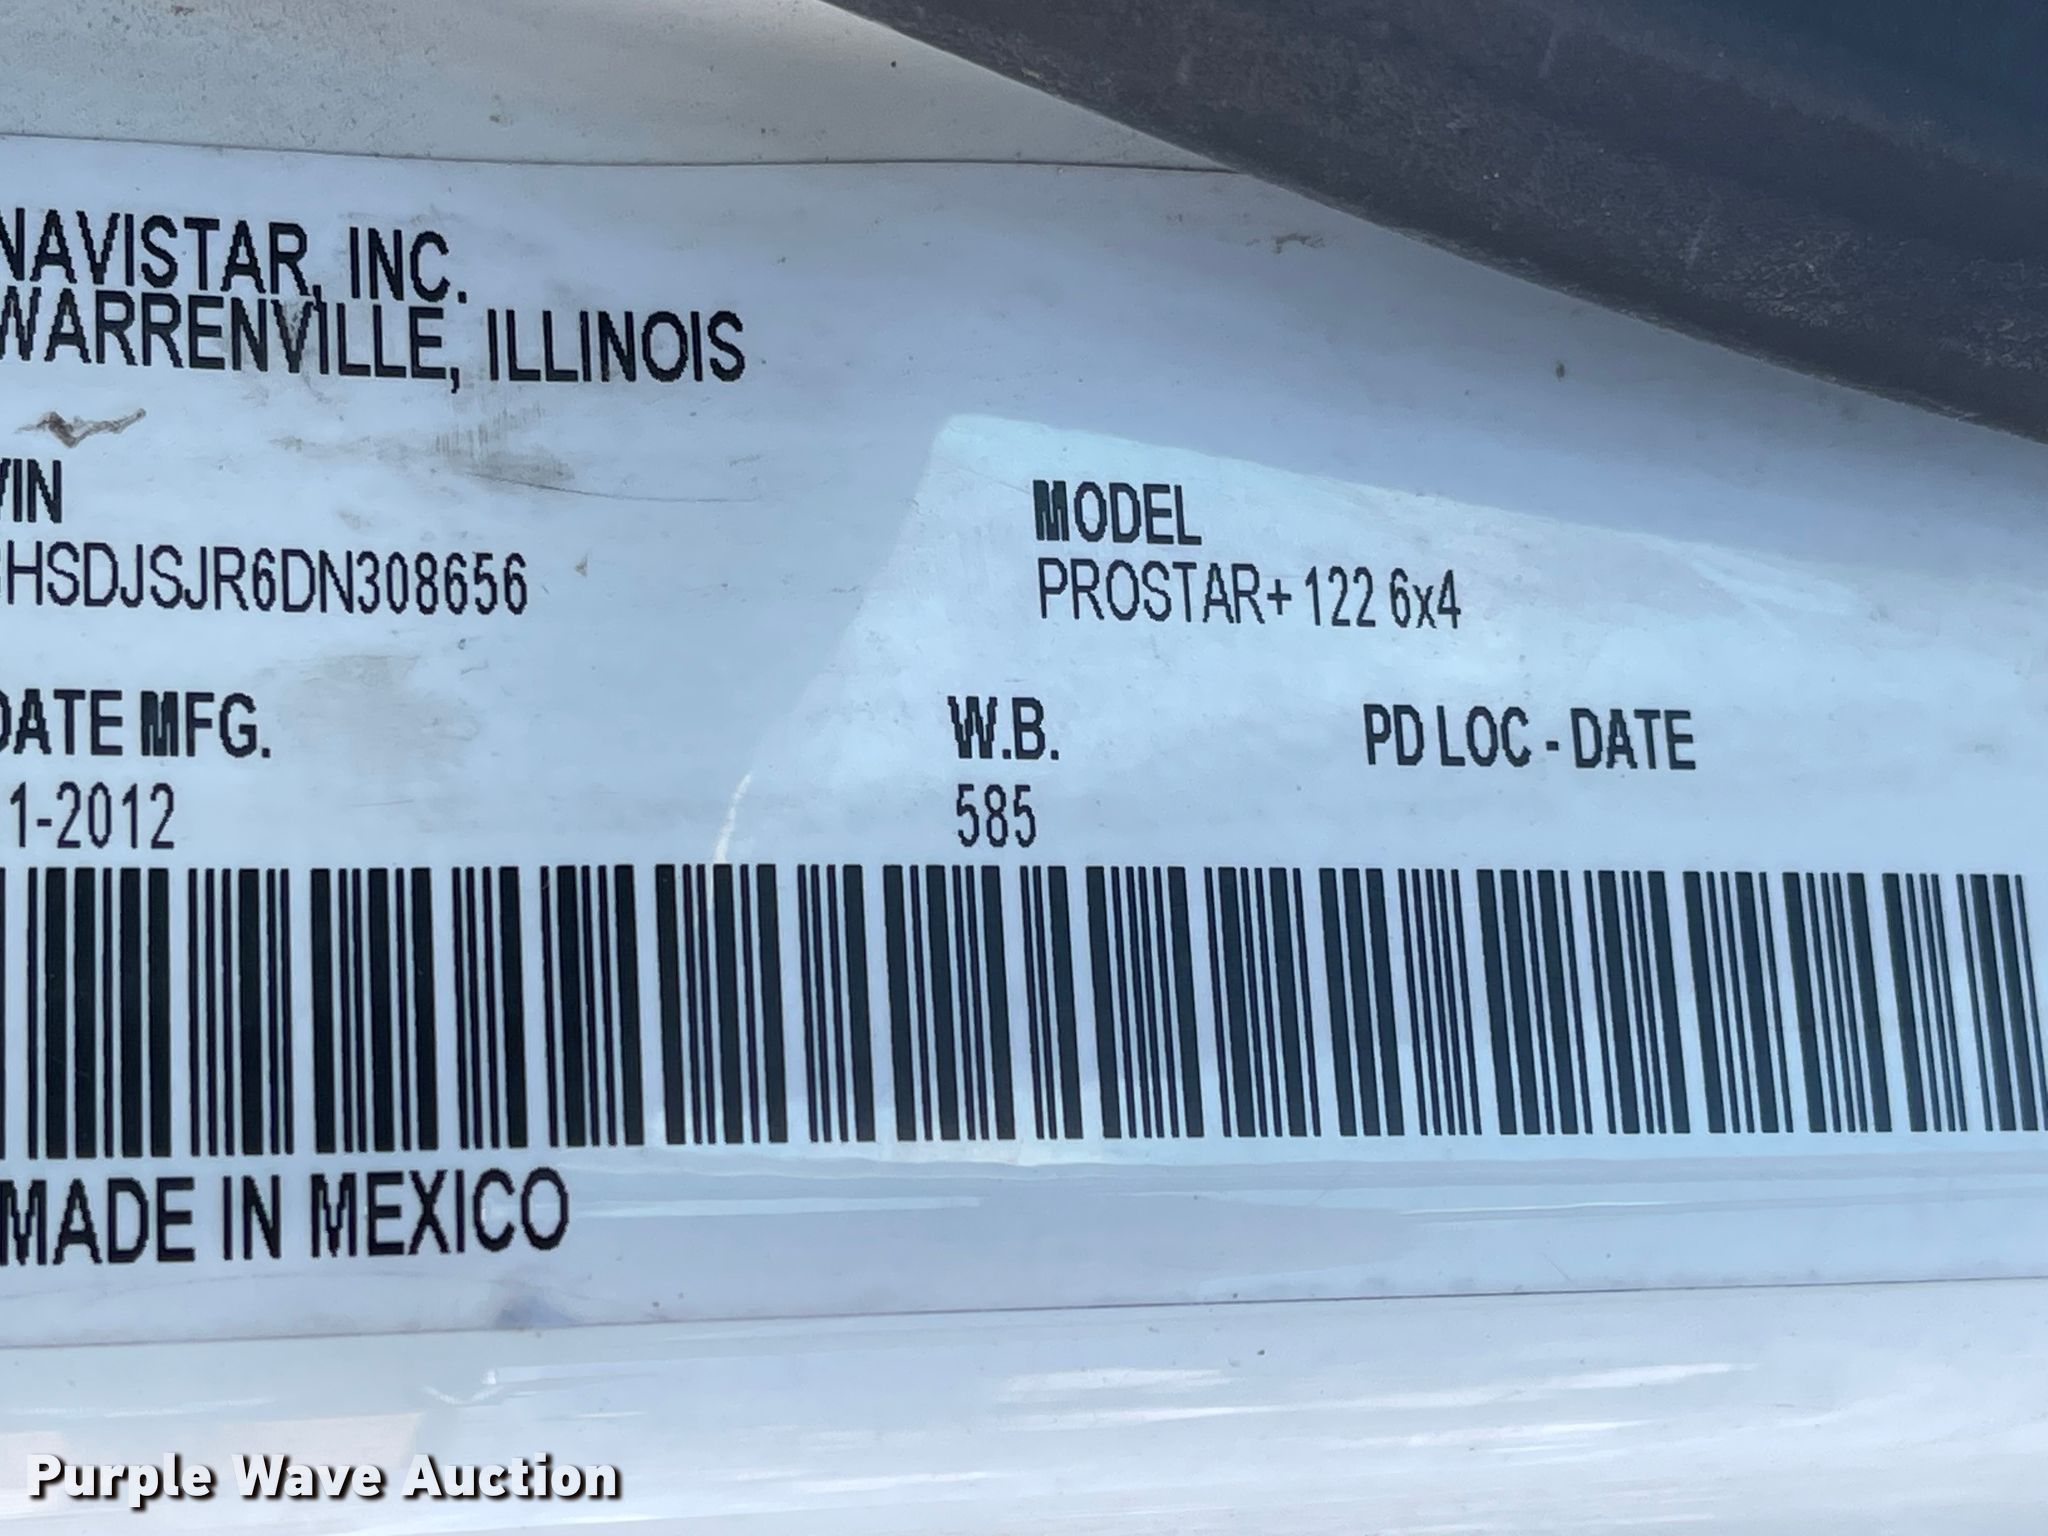 NAVISTAR, INC.
WARRENVILLE, ILLINOIS
VIN
HSDJSJR6DN308656
MODEL
PROSTAR+ 122 6x4
DATE MFG.
1-2012
W.B.
585
PD LOC - DATE
MADE IN MEXICO
Purple Wave Auction